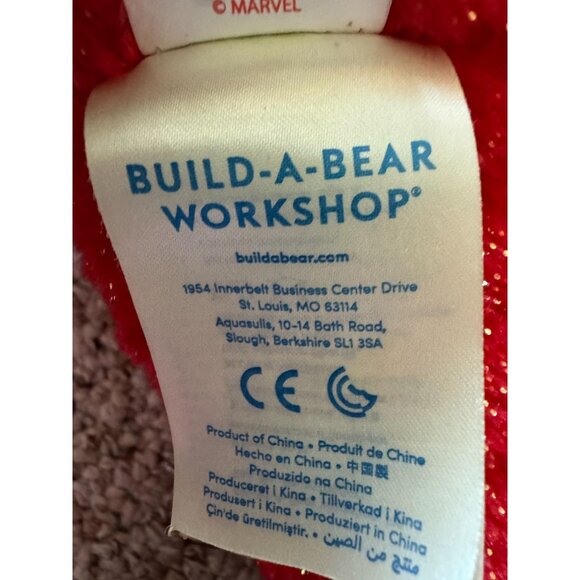 © MARVEL
BUILD-A-BEAR
WORKSHOP®
buildabear.com
1954 Innerbelt Business Center Drive
St. Louis, MO 63114
Aquasulis, 10-14 Bath Road,
Slough, Berkshire SL1 3SA
CE
Product of China • Produit de Chine
Hecho en China • 中国製
Produzido na China
Produceret i Kina • Tillverkad i Kina
Produsert i Kina • Produziert in China
Çin'de üretilmiştir. منتج من الصين •